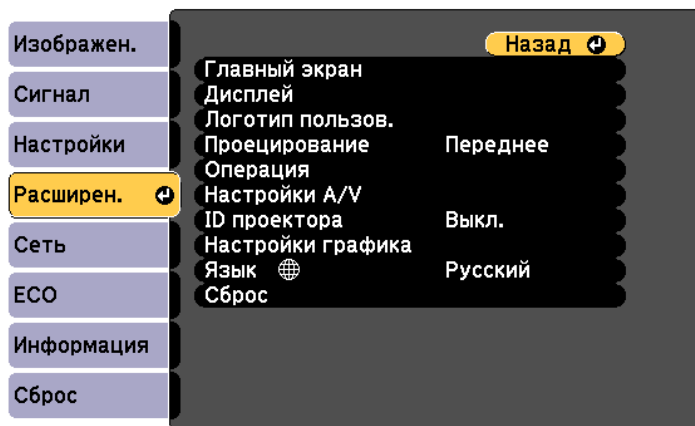 Изображен.
Сигнал
Настройки
Расширен.
Сеть
ECO
Информация
Сброс
Назад
Главный экран
Дисплей
Логотип пользов.
Проецирование Переднее
Операция
Настройки A/V
ID проектора Выкл.
Настройки графика
Язык Русский
Сброс